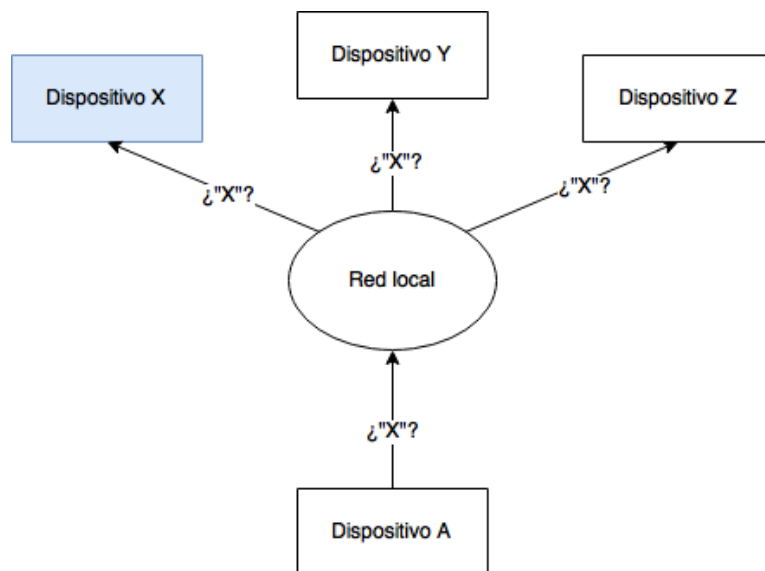 Dispositivo Y
Dispositivo X
Dispositivo Z
¿"X"?
¿"X"?
¿"X"?
Red local
¿"X"?
Dispositivo A